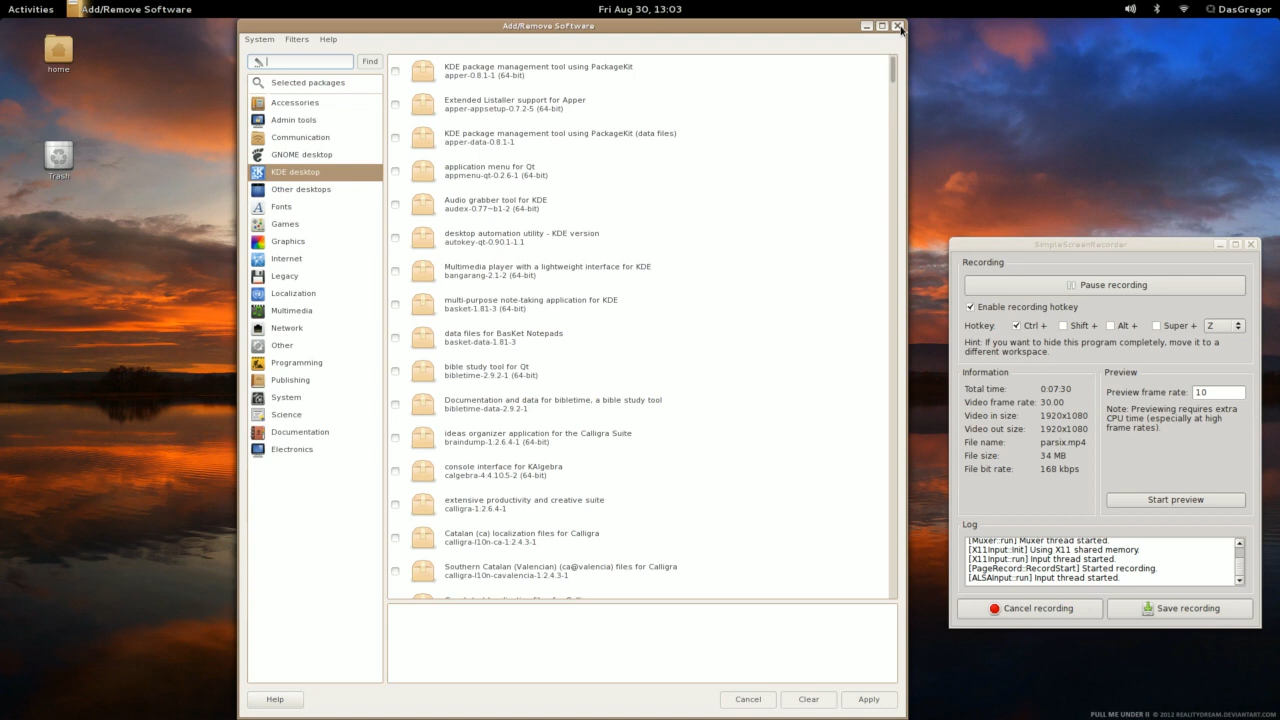 Activities
Add/Remove Software
Fri Aug 30, 13:03
DasGregor
home
Trash
Add/Remove Software
System Filters Help
Find
Selected packages
Accessories
Admin tools
Communication
GNOME desktop
KDE desktop
Other desktops
Fonts
Games
Graphics
Internet
Legacy
Localization
Multimedia
Network
Other
Programming
Publishing
System
Science
Documentation
Electronics
KDE package management tool using PackageKit
apper-0.8.1-1 (64-bit)
Extended Listaller support for Apper
apper-appsetup-0.7.2-5 (64-bit)
KDE package management tool using PackageKit (data files)
apper-data-0.8.1-1
application menu for Qt
appmenu-qt-0.2.6-1 (64-bit)
Audio grabber tool for KDE
audex-0.77~b1-2 (64-bit)
desktop automation utility - KDE version
autokey-qt-0.90.1-1.1
Multimedia player with a lightweight interface for KDE
bangarang-2.1-2 (64-bit)
multi-purpose note-taking application for KDE
basket-1.81-3 (64-bit)
data files for BasKet Notepads
basket-data-1.81-3
bible study tool for Qt
bibletime-2.9.2-1 (64-bit)
Documentation and data for bibletime, a bible study tool
bibletime-data-2.9.2-1
ideas organizer application for the Calligra Suite
braindump-1:2.6.4-1 (64-bit)
console interface for KAlgebra
calgebra-4:4.10.5-2 (64-bit)
extensive productivity and creative suite
calligra-1:2.6.4-1
Catalan (ca) localization files for Calligra
calligra-l10n-ca-1:2.4.3-1
Southern Catalan (Valencian) (ca@valencia) files for Calligra
calligra-l10n-cavalencia-1:2.4.3-1
Help
Cancel
Clear
Apply
SimpleScreenRecorder
Recording
Pause recording
Enable recording hotkey
Hotkey: Ctrl + Shift + Alt + Super + Z
Hint: If you want to hide this program completely, move it to a
different workspace.
Information
Total time: 0:07:30
Video frame rate: 30.00
Video in size: 1920x1080
Video out size: 1920x1080
File name: parsix.mp4
File size: 34 MB
File bit rate: 168 kbps
Preview
Preview frame rate: 10
Note: Previewing requires extra
CPU time (especially at high
frame rates).
Start preview
Log
[Muxer::run] Muxer thread started.
[X11Input::Init] Using X11 shared memory.
[X11Input::run] Input thread started.
[PageRecord::RecordStart] Started recording.
[ALSAInput::run] Input thread started.
Cancel recording
Save recording
PULL ME UNDER II © 2012 REALITYDREAM.DEVIANTART.COM